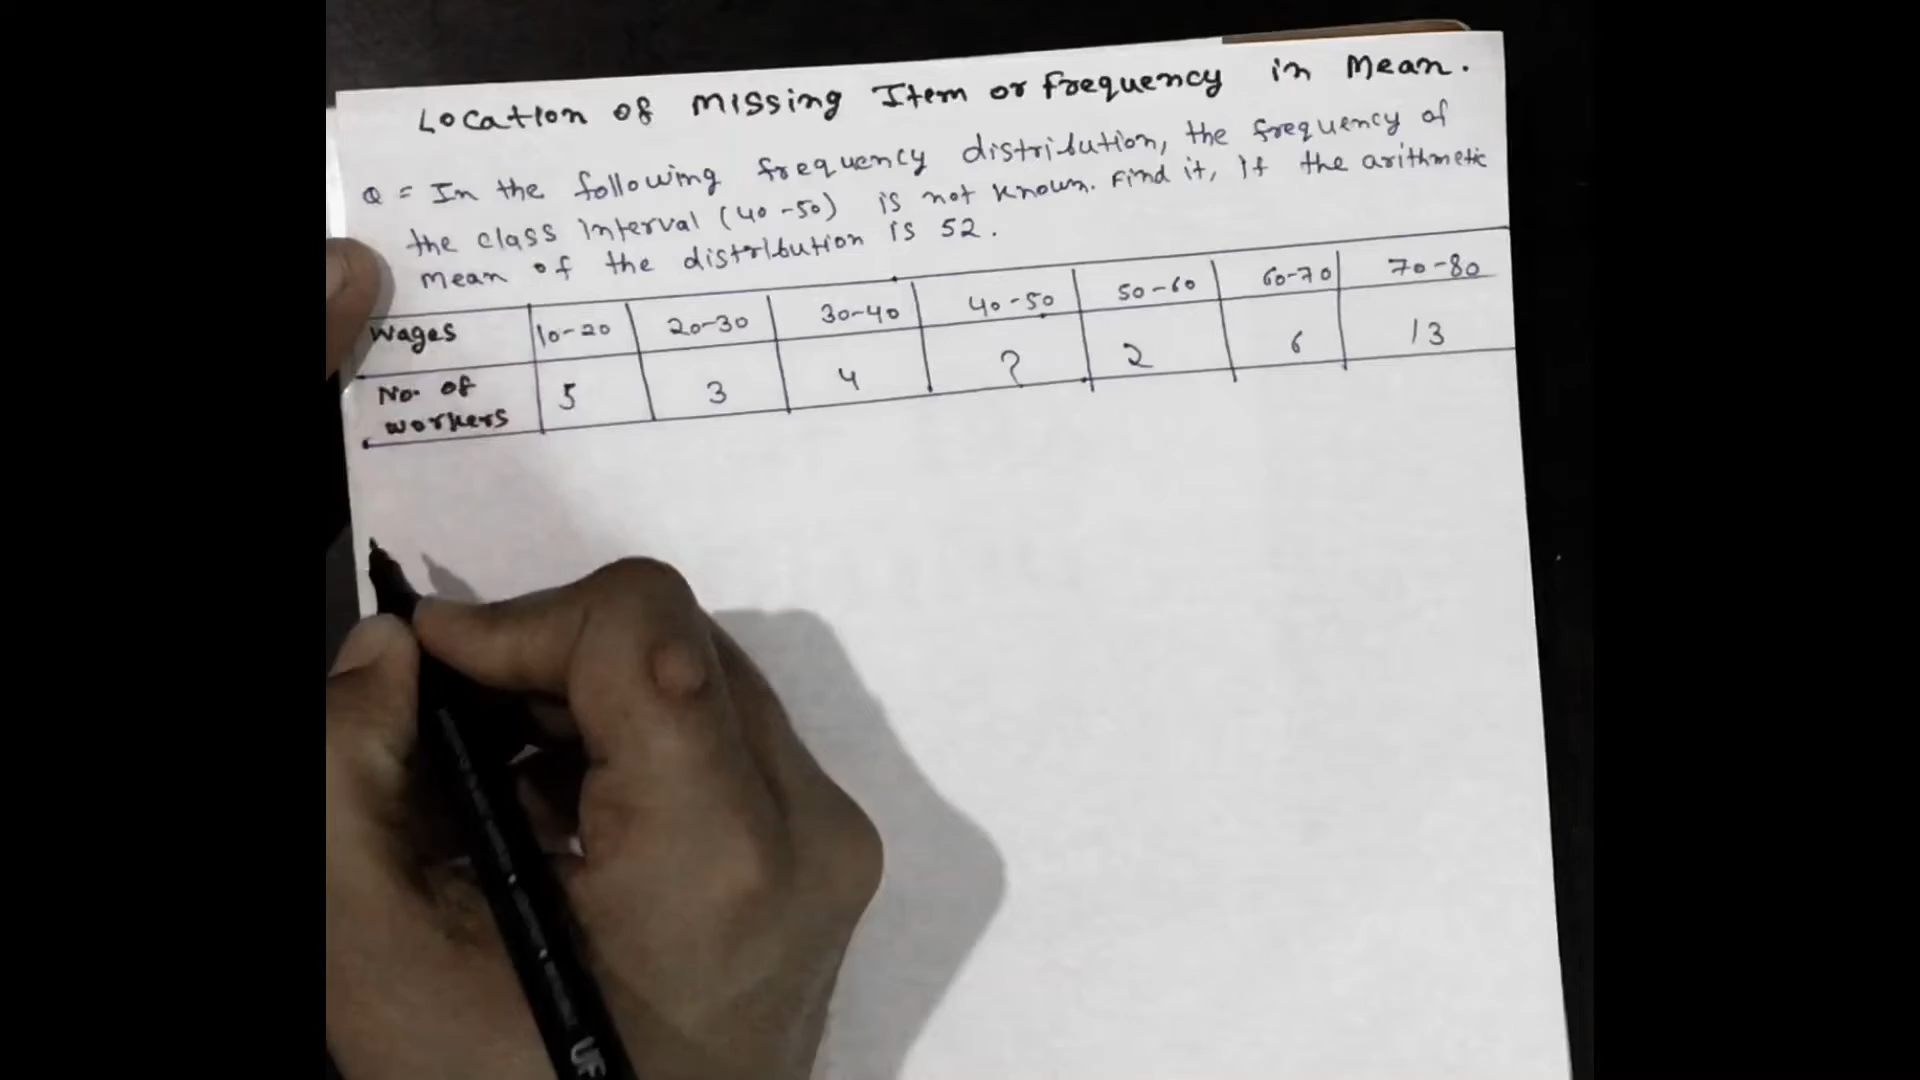 Location of Missing Item or frequency in Mean.
Q = In the following frequency distribution, the frequency of
the class interval (40-50) is not known. Find it, if the arithmetic
mean of the distribution is 52.
Wages 10-20 20-30 30-40 40-50 50-60 60-70 70-80
No. of workers 5 3 4 ? 2 6 13
UF